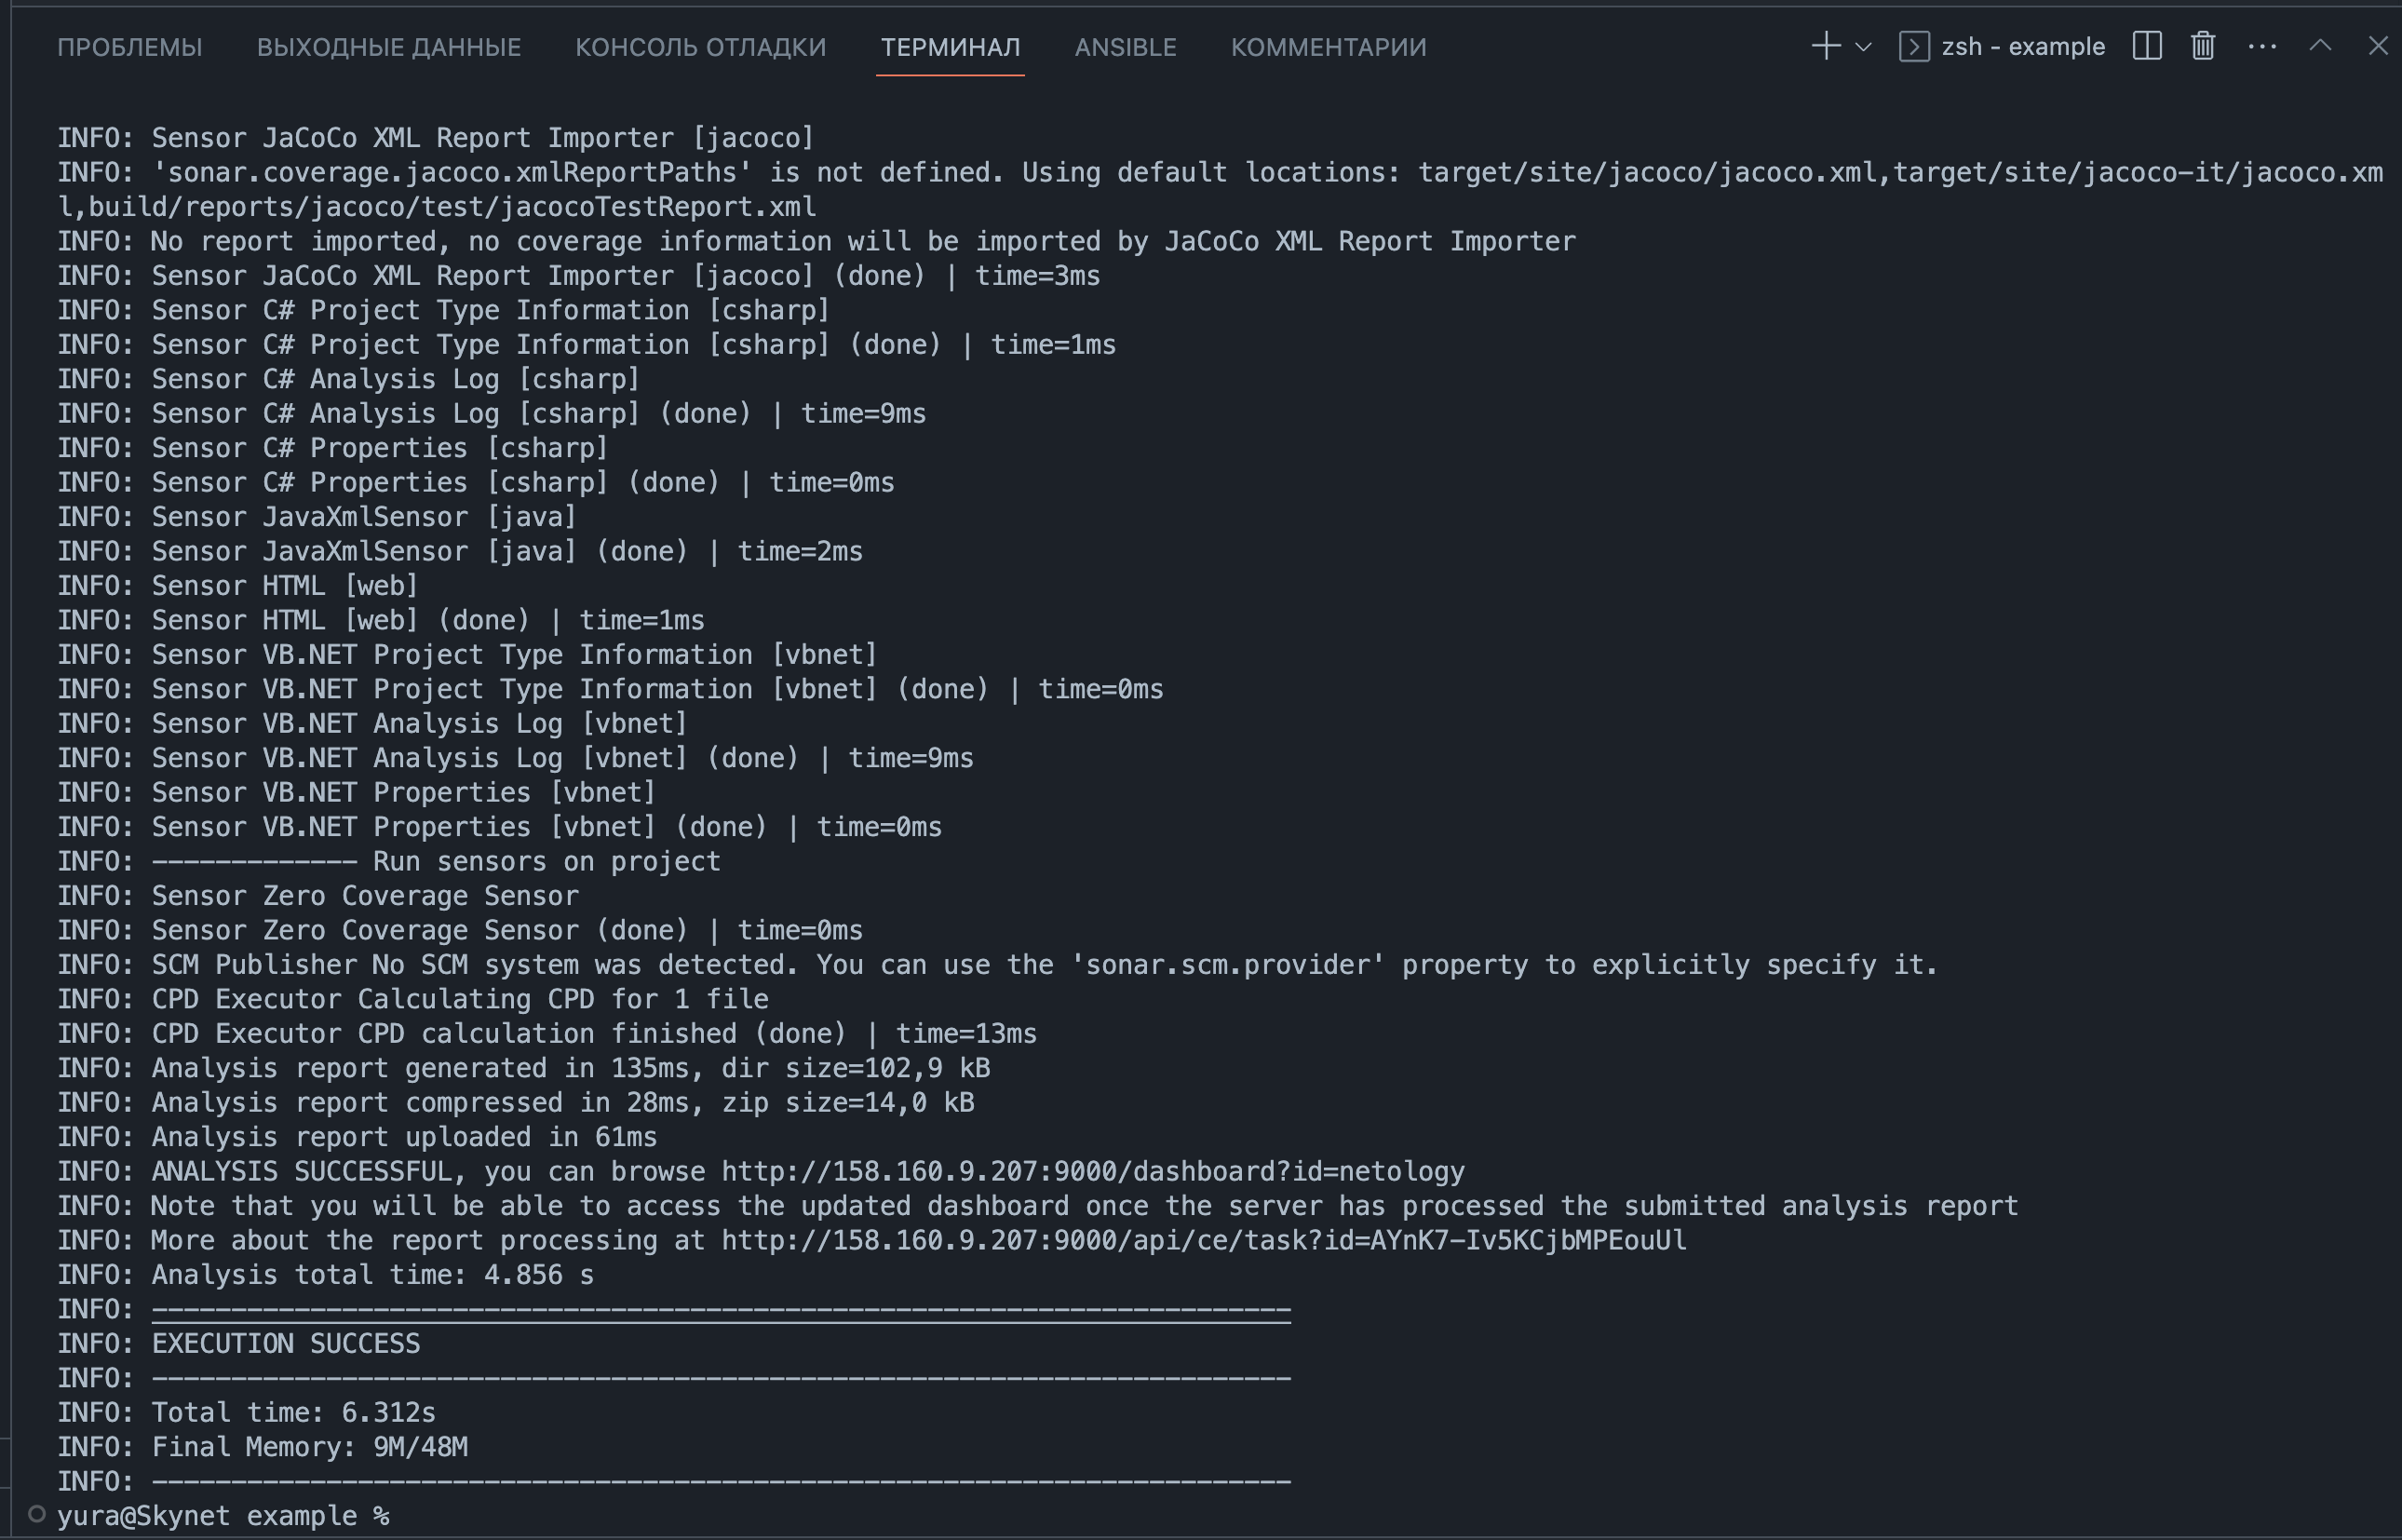 ПРОБЛЕМЫ ВЫХОДНЫЕ ДАННЫЕ КОНСОЛЬ ОТЛАДКИ ТЕРМИНАЛ ANSIBLE КОММЕНТАРИИ zsh - example
INFO: Sensor JaCoCo XML Report Importer [jacoco]
INFO: 'sonar.coverage.jacoco.xmlReportPaths' is not defined. Using default locations: target/site/jacoco/jacoco.xml,target/site/jacoco-it/jacoco.xm
l,build/reports/jacoco/test/jacocoTestReport.xml
INFO: No report imported, no coverage information will be imported by JaCoCo XML Report Importer
INFO: Sensor JaCoCo XML Report Importer [jacoco] (done) | time=3ms
INFO: Sensor C# Project Type Information [csharp]
INFO: Sensor C# Project Type Information [csharp] (done) | time=1ms
INFO: Sensor C# Analysis Log [csharp]
INFO: Sensor C# Analysis Log [csharp] (done) | time=9ms
INFO: Sensor C# Properties [csharp]
INFO: Sensor C# Properties [csharp] (done) | time=0ms
INFO: Sensor JavaXmlSensor [java]
INFO: Sensor JavaXmlSensor [java] (done) | time=2ms
INFO: Sensor HTML [web]
INFO: Sensor HTML [web] (done) | time=1ms
INFO: Sensor VB.NET Project Type Information [vbnet]
INFO: Sensor VB.NET Project Type Information [vbnet] (done) | time=0ms
INFO: Sensor VB.NET Analysis Log [vbnet]
INFO: Sensor VB.NET Analysis Log [vbnet] (done) | time=9ms
INFO: Sensor VB.NET Properties [vbnet]
INFO: Sensor VB.NET Properties [vbnet] (done) | time=0ms
INFO: ------------- Run sensors on project
INFO: Sensor Zero Coverage Sensor
INFO: Sensor Zero Coverage Sensor (done) | time=0ms
INFO: SCM Publisher No SCM system was detected. You can use the 'sonar.scm.provider' property to explicitly specify it.
INFO: CPD Executor Calculating CPD for 1 file
INFO: CPD Executor CPD calculation finished (done) | time=13ms
INFO: Analysis report generated in 135ms, dir size=102,9 kB
INFO: Analysis report compressed in 28ms, zip size=14,0 kB
INFO: Analysis report uploaded in 61ms
INFO: ANALYSIS SUCCESSFUL, you can browse http://158.160.9.207:9000/dashboard?id=netology
INFO: Note that you will be able to access the updated dashboard once the server has processed the submitted analysis report
INFO: More about the report processing at http://158.160.9.207:9000/api/ce/task?id=AYnK7-Iv5KCjbMPEouUl
INFO: Analysis total time: 4.856 s
INFO: ------------------------------------------------------------------------
INFO: EXECUTION SUCCESS
INFO: ------------------------------------------------------------------------
INFO: Total time: 6.312s
INFO: Final Memory: 9M/48M
INFO: ------------------------------------------------------------------------
yura@Skynet example %